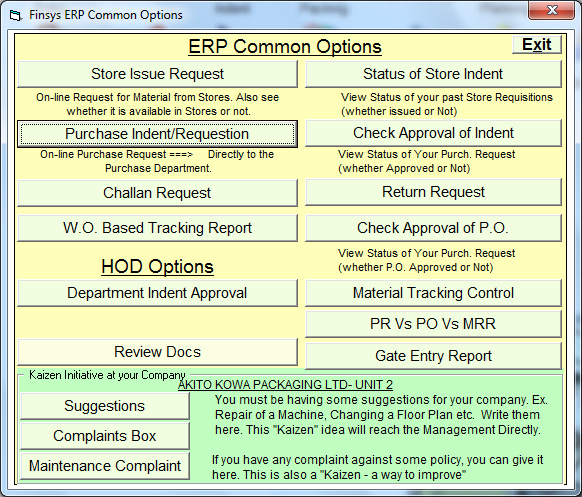 Finsys ERP Common Options
ERP Common Options
Exit
Store Issue Request
Status of Store Indent
On-line Request for Material from Stores. Also see
whether it is available in Stores or not.
View Status of your past Store Requisitions
(whether issued or Not)
Purchase Indent/Requestion
Check Approval of Indent
On-line Purchase Request ===> Directly to the
Purchase Department.
View Status of Your Purch. Request
(whether Approved or Not)
Challan Request
Return Request
W.O. Based Tracking Report
Check Approval of P.O.
View Status of Your Purch. Request
(whether P.O. Approved or Not)
HOD Options
Department Indent Approval
Material Tracking Control
PR Vs PO Vs MRR
Review Docs
Gate Entry Report
Kaizen Initiative at your Company
AKITO KOWA PACKAGING LTD- UNIT 2
Suggestions
Complaints Box
Maintenance Complaint
You must be having some suggestions for your company. Ex.
Repair of a Machine, Changing a Floor Plan etc. Write them
here. This "Kaizen" idea will reach the Management Directly.
If you have any complaint against some policy, you can give it
here. This is also a "Kaizen - a way to improve"